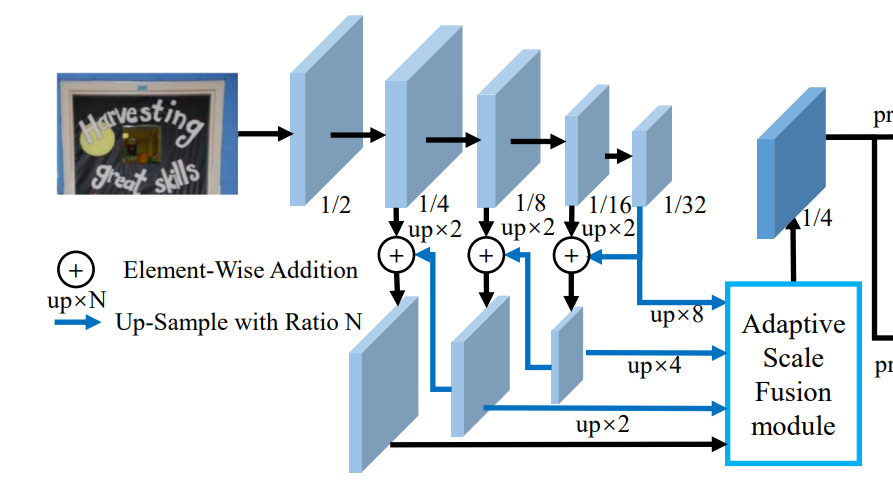 Harvesting
great skills
1/2
1/4
1/8
1/16
1/32
up×2
up×2
up×2
+
+
+
+
Element-Wise Addition
up×N
Up-Sample with Ratio N
up×8
up×4
up×2
Adaptive
Scale
Fusion
module
1/4
pr
pr